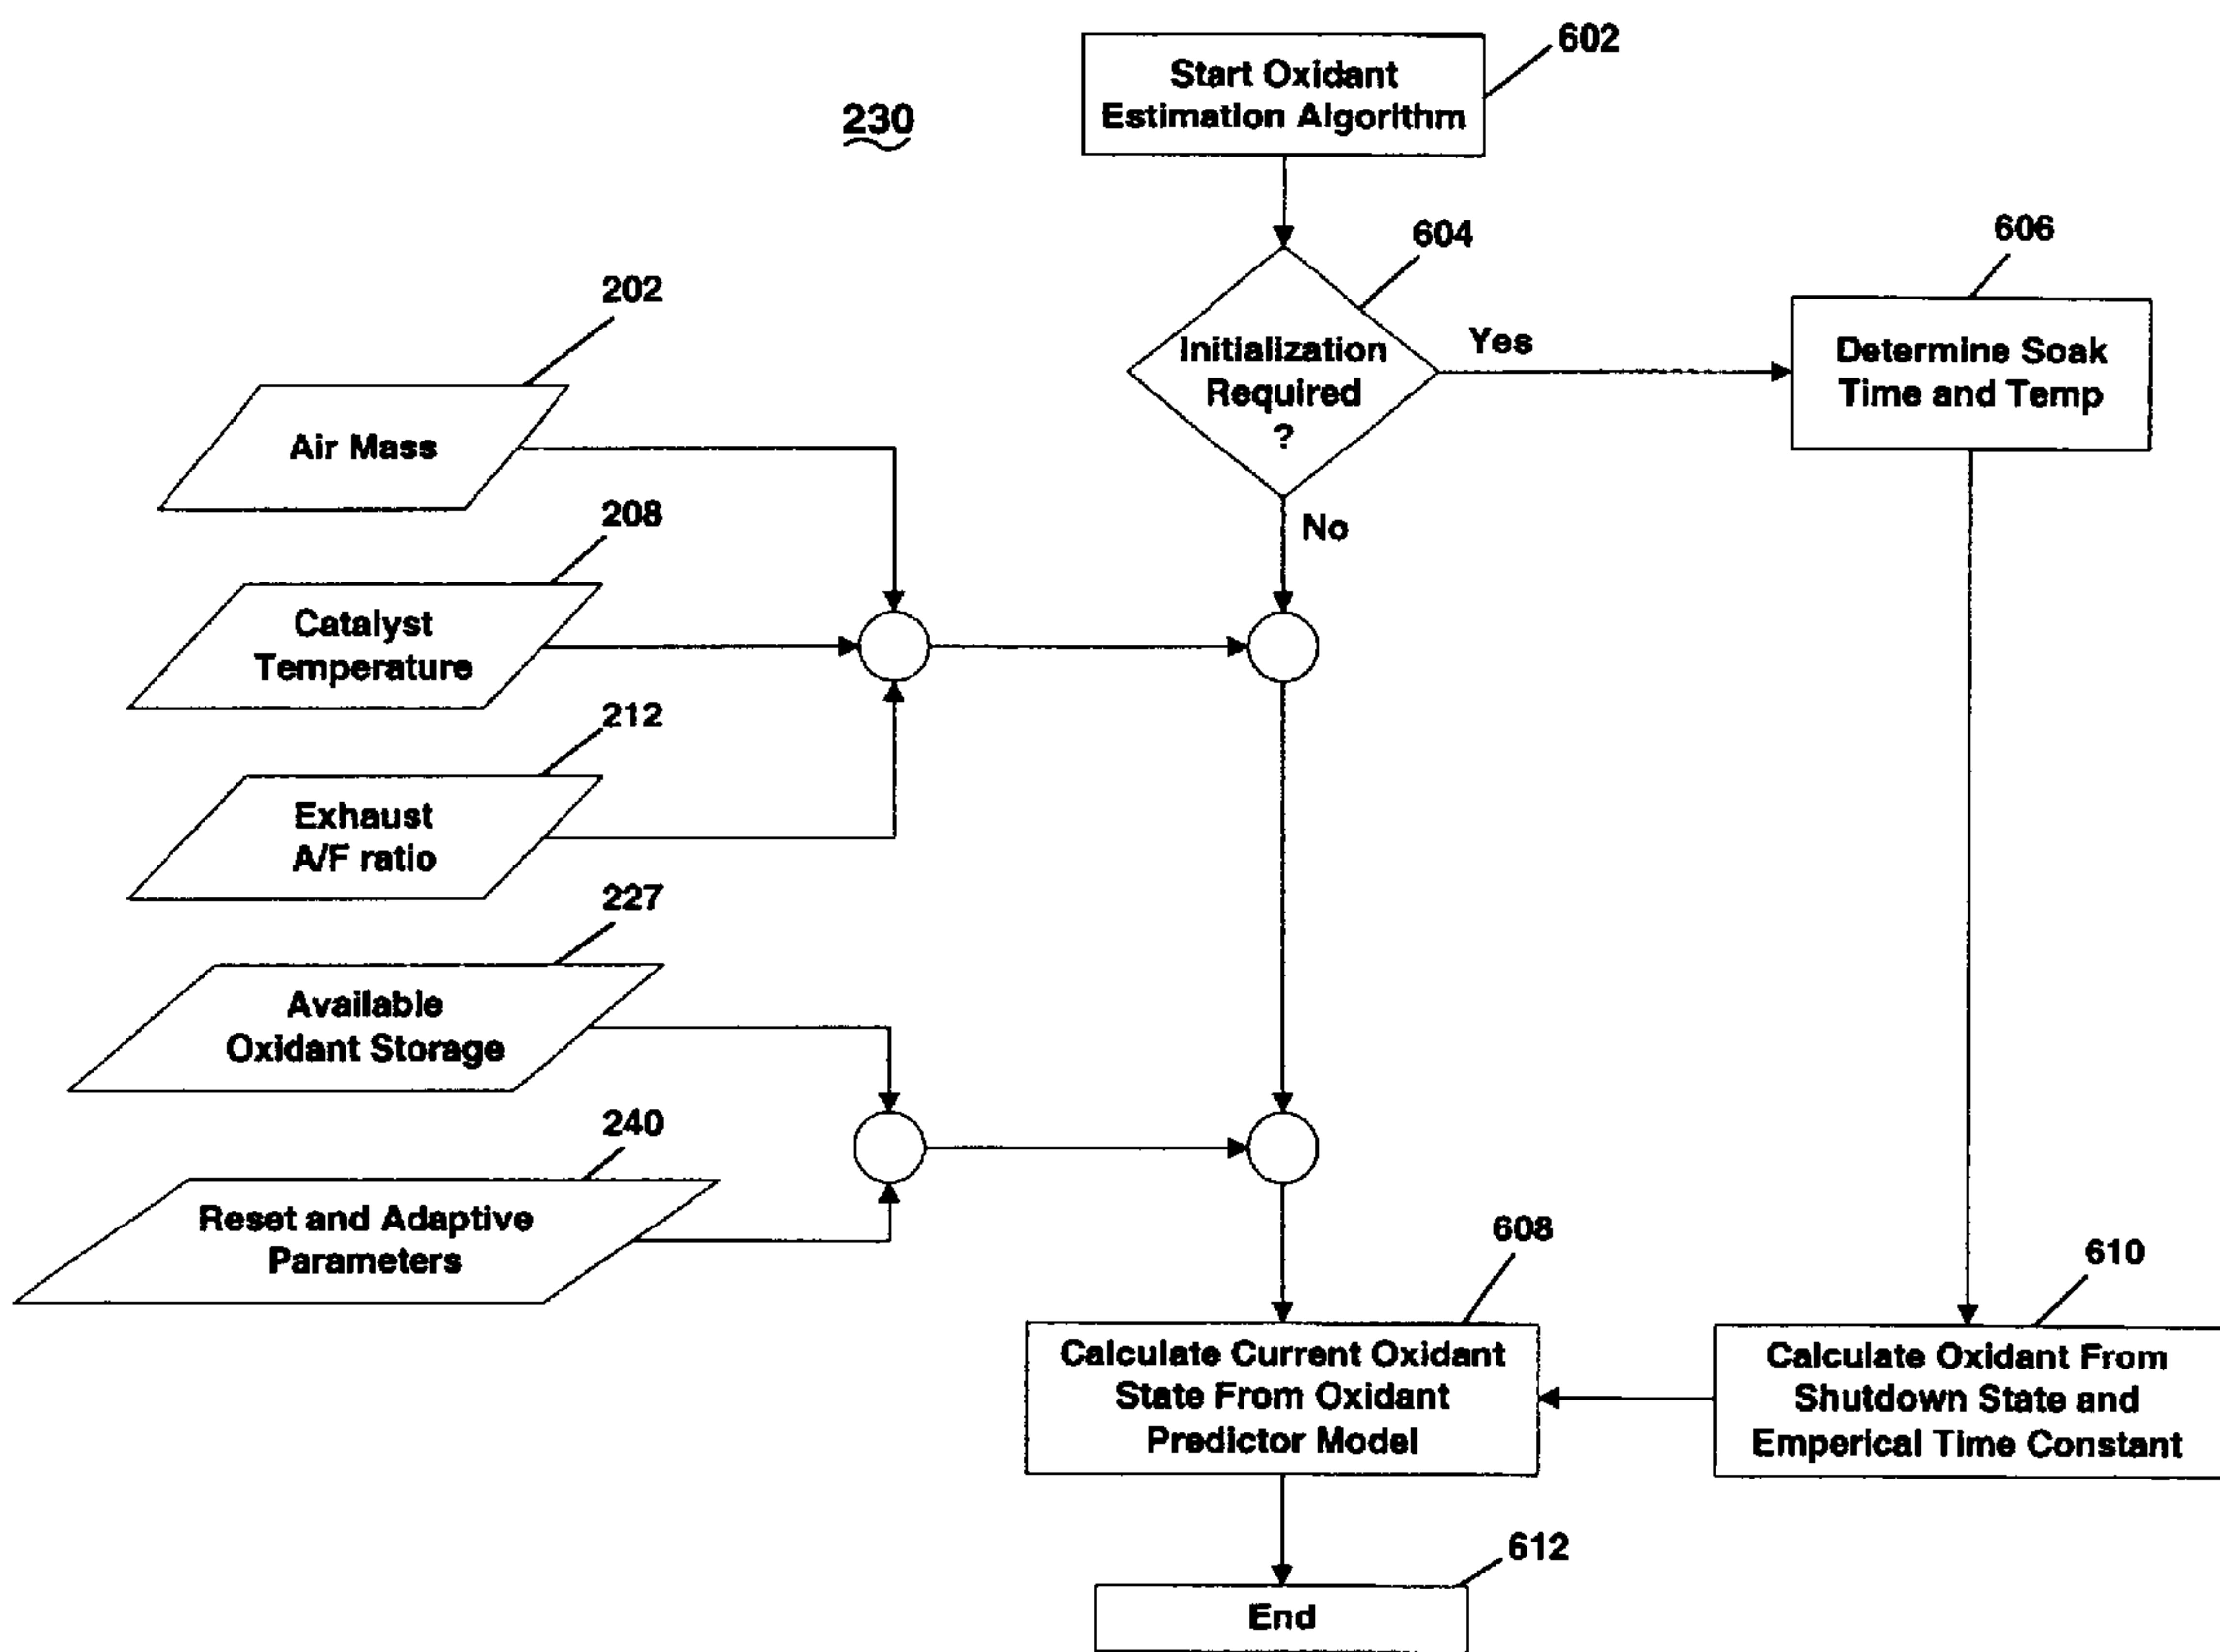 602
Start Oxidant
Estimation Algorithm
230
604
606
Initialization
Required
?
Yes
Determine Soak
Time and Temp
202
Air Mass
No
208
Catalyst
Temperature
212
Exhaust
A/F ratio
227
Available
Oxidant Storage
240
Reset and Adaptive
Parameters
608
610
Calculate Current Oxidant
State From Oxidant
Predictor Model
Calculate Oxidant From
Shutdown State and
Emperical Time Constant
612
End